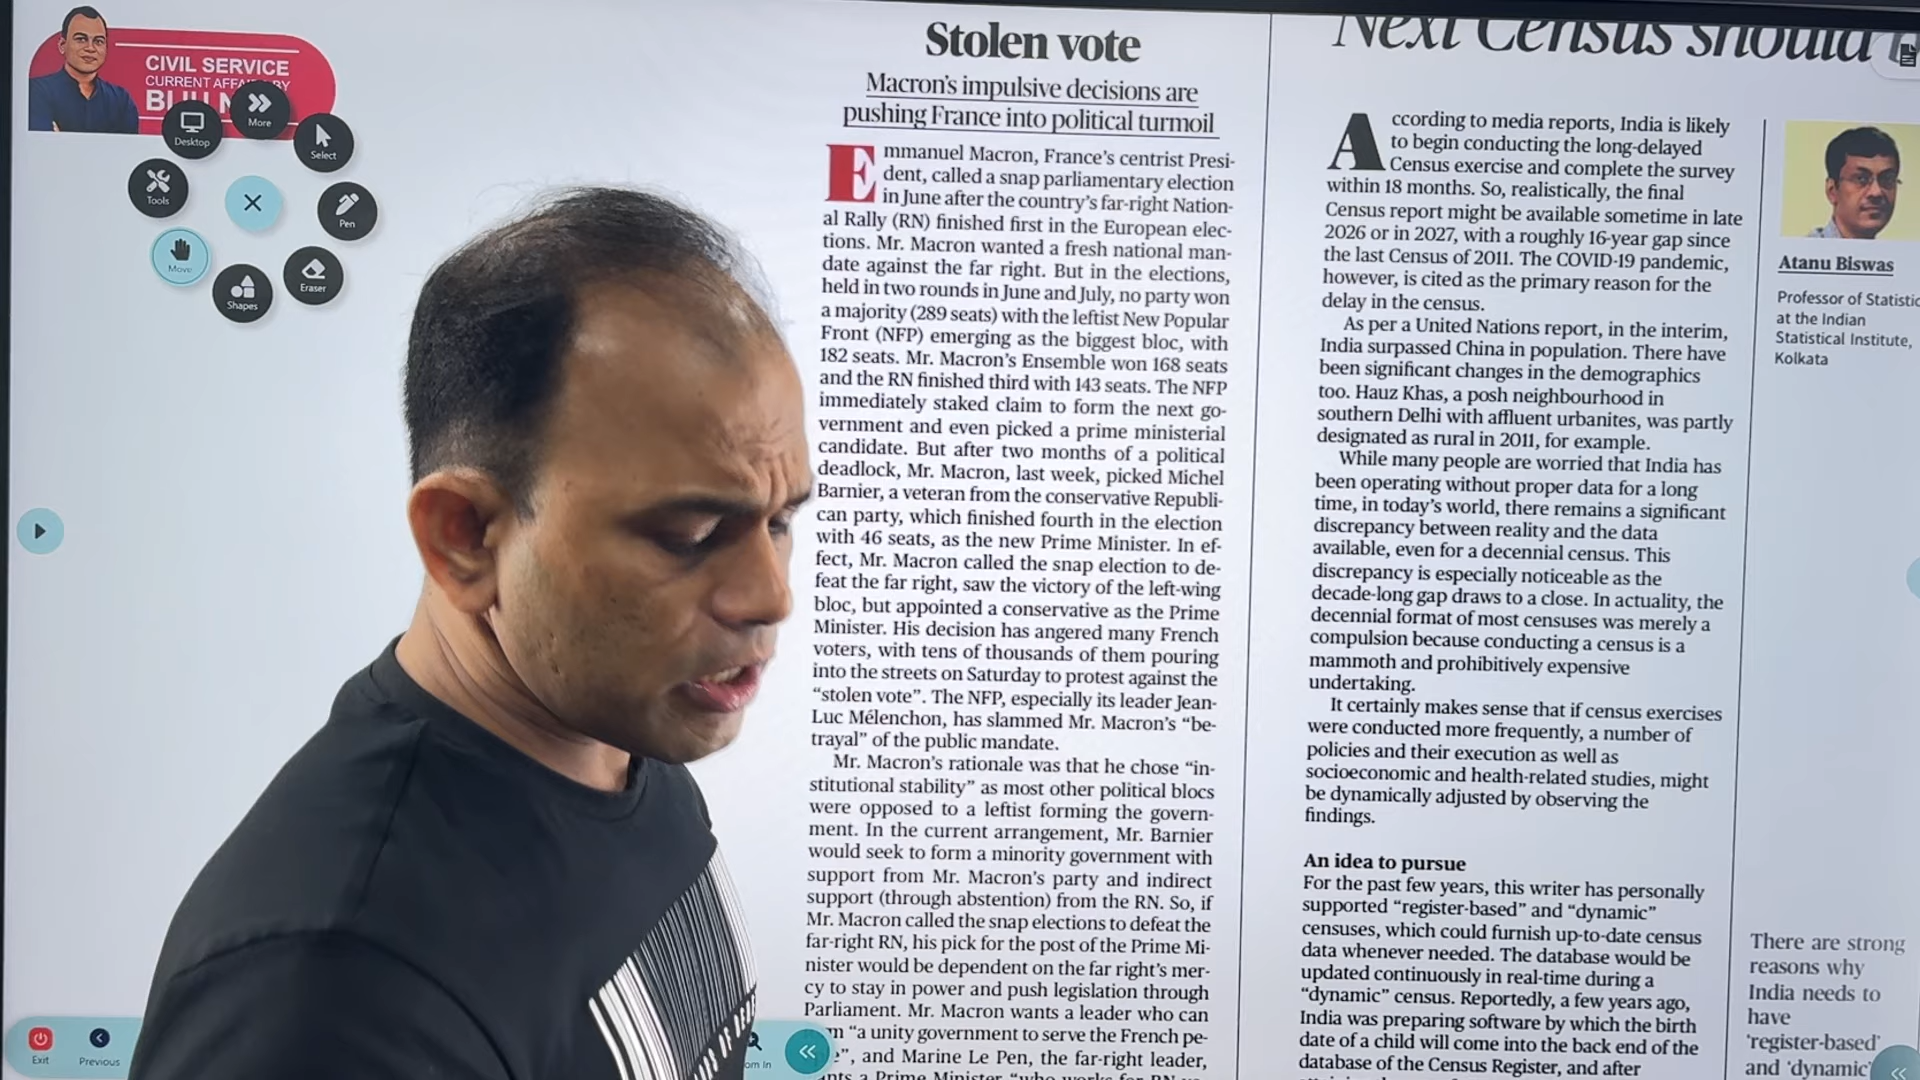 CIVIL SERVICE
CURRENT AFFAIRS BY
BIJU
More
Desktop
Select
Tools
Pen
Move
Shapes
Eraser
Exit
Previous
Stolen vote
Macron's impulsive decisions are
pushing France into political turmoil
Emmanuel Macron, France's centrist Presi-
dent, called a snap parliamentary election
in June after the country's far-right Nation-
al Rally (RN) finished first in the European elec-
tions. Mr. Macron wanted a fresh national man-
date against the far right. But in the elections,
held in two rounds in June and July, no party won
a majority (289 seats) with the leftist New Popular
Front (NFP) emerging as the biggest bloc, with
182 seats. Mr. Macron's Ensemble won 168 seats
and the RN finished third with 143 seats. The NFP
immediately staked claim to form the next go-
vernment and even picked a prime ministerial
candidate. But after two months of a political
deadlock, Mr. Macron, last week, picked Michel
Barnier, a veteran from the conservative Republi-
can party, which finished fourth in the election
with 46 seats, as the new Prime Minister. In ef-
fect, Mr. Macron called the snap election to de-
feat the far right, saw the victory of the left-wing
bloc, but appointed a conservative as the Prime
Minister. His decision has angered many French
voters, with tens of thousands of them pouring
into the streets on Saturday to protest against the
"stolen vote". The NFP, especially its leader Jean-
Luc Mélenchon, has slammed Mr. Macron's "be-
trayal" of the public mandate.
Mr. Macron's rationale was that he chose "in-
stitutional stability" as most other political blocs
were opposed to a leftist forming the govern-
ment. In the current arrangement, Mr. Barnier
would seek to form a minority government with
support from Mr. Macron's party and indirect
support (through abstention) from the RN. So, if
Mr. Macron called the snap elections to defeat the
far-right RN, his pick for the post of the Prime Mi-
nister would be dependent on the far right's mer-
cy to stay in power and push legislation through
Parliament. Mr. Macron wants a leader who can
"a unity government to serve the French pe-
and Marine Le Pen, the far-right leader,
a Prime Minister "who works for RN
Next Census should
According to media reports, India is likely
to begin conducting the long-delayed
Census exercise and complete the survey
within 18 months. So, realistically, the final
Census report might be available sometime in late
2026 or in 2027, with a roughly 16-year gap since
the last Census of 2011. The COVID-19 pandemic,
however, is cited as the primary reason for the
delay in the census.
As per a United Nations report, in the interim,
India surpassed China in population. There have
been significant changes in the demographics
too. Hauz Khas, a posh neighbourhood in
southern Delhi with affluent urbanites, was partly
designated as rural in 2011, for example.
While many people are worried that India has
been operating without proper data for a long
time, in today's world, there remains a significant
discrepancy between reality and the data
available, even for a decennial census. This
discrepancy is especially noticeable as the
decade-long gap draws to a close. In actuality, the
decennial format of most censuses was merely a
compulsion because conducting a census is a
mammoth and prohibitively expensive
undertaking.
It certainly makes sense that if census exercises
were conducted more frequently, a number of
policies and their execution as well as
socioeconomic and health-related studies, might
be dynamically adjusted by observing the
findings.
An idea to pursue
For the past few years, this writer has personally
supported "register-based" and "dynamic"
censuses, which could furnish up-to-date census
data whenever needed. The database would be
updated continuously in real-time during a
"dynamic" census. Reportedly, a few years ago,
India was preparing software by which the birth
date of a child will come into the back end of the
database of the Census Register, and after
Atanu Biswas
Professor of Statistic
at the Indian
Statistical Institute,
Kolkata
There are strong
reasons why
India needs to
have
'register-based'
and 'dynamic'